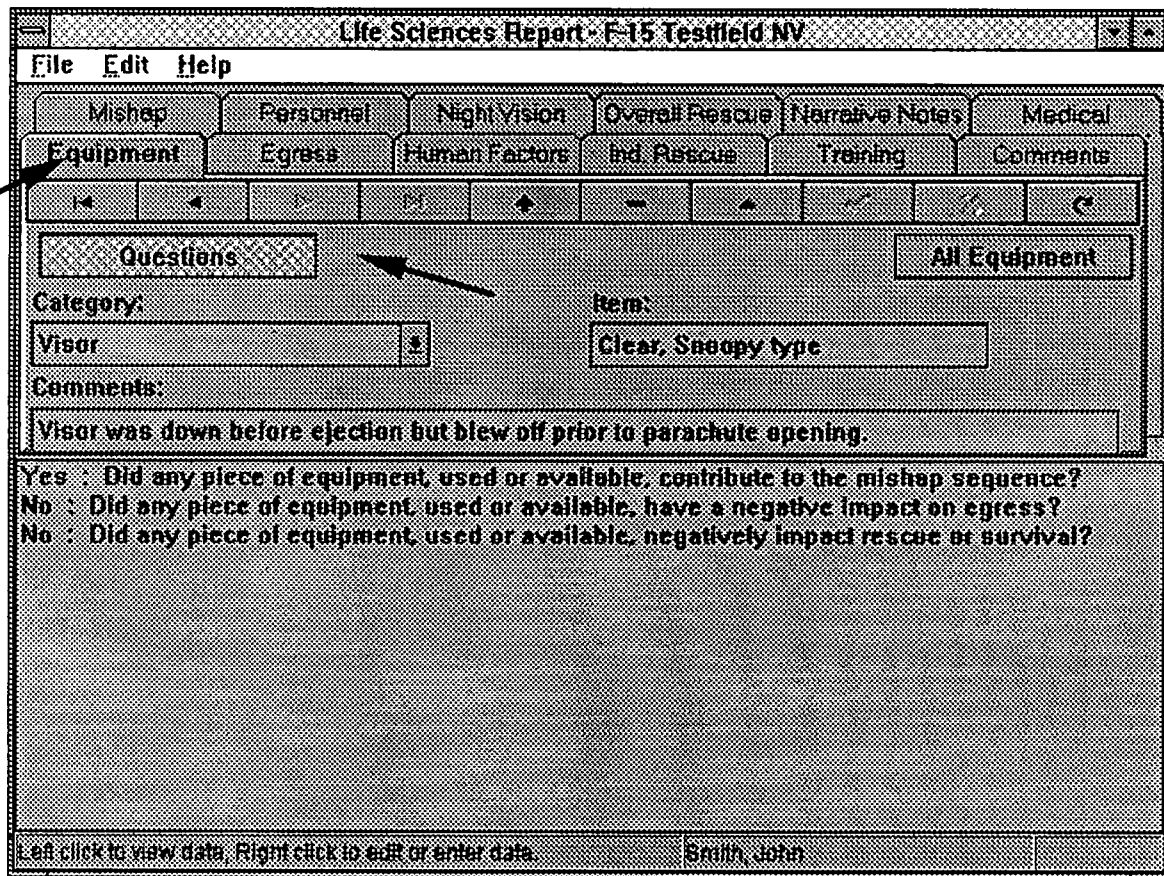 Life Sciences Report - F-15 Testfield NV
File Edit Help
Mishap Personnel Night Vision Overall Rescue Narrative Notes Medical
Equipment Egress Human Factors Ind. Rescue Training Comments
Questions All Equipment
Category: Item:
Visor Clear, Snoopy type
Comments:
Visor was down before ejection but blew off prior to parachute opening.
Yes : Did any piece of equipment, used or available, contribute to the mishap sequence?
No : Did any piece of equipment, used or available, have a negative impact on egress?
No : Did any piece of equipment, used or available, negatively impact rescue or survival?
Left click to view data, Right click to edit or enter data. Smith, John